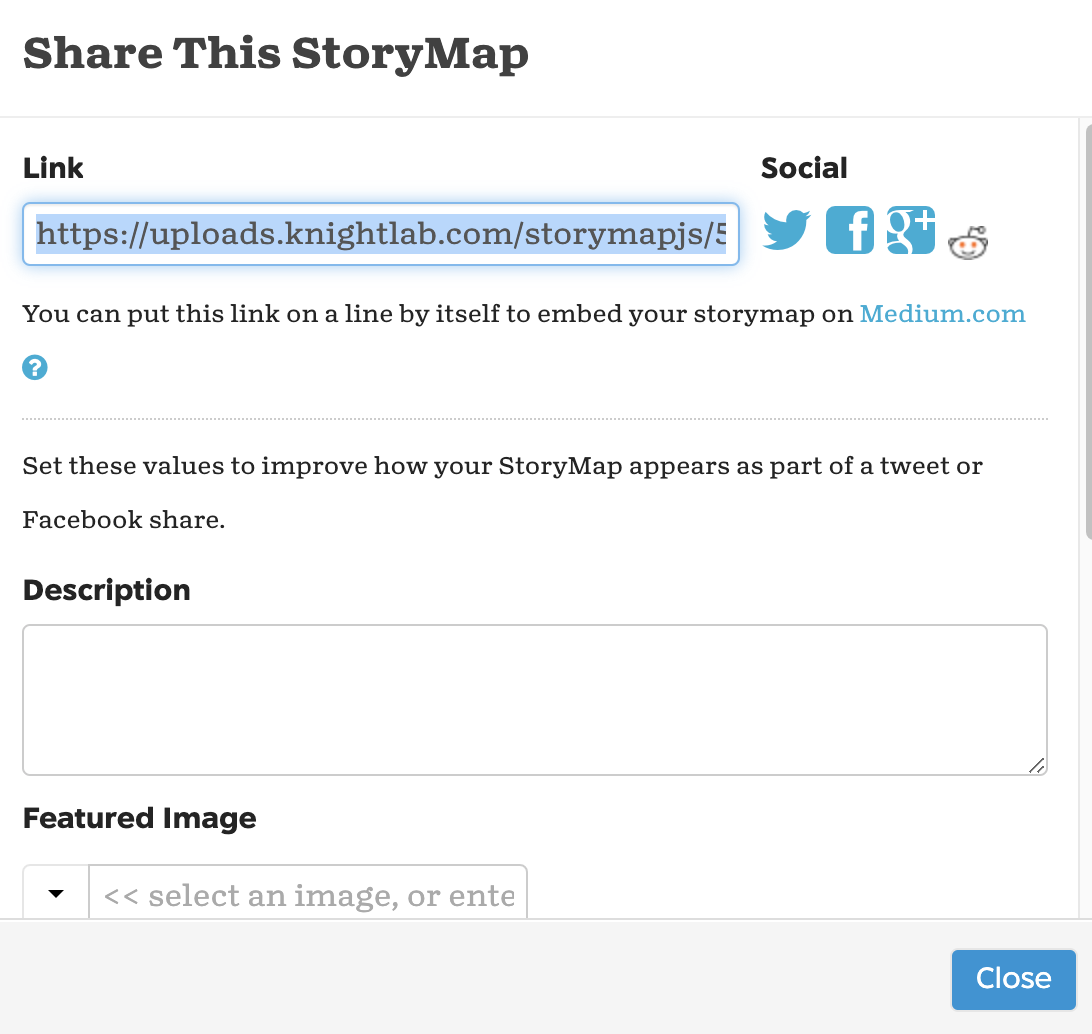 Share This StoryMap
Link
Social
https://uploads.knightlab.com/storymapjs/5
You can put this link on a line by itself to embed your storymap on Medium.com
?
Set these values to improve how your StoryMap appears as part of a tweet or
Facebook share.
Description
Featured Image
<< select an image, or ente
Close